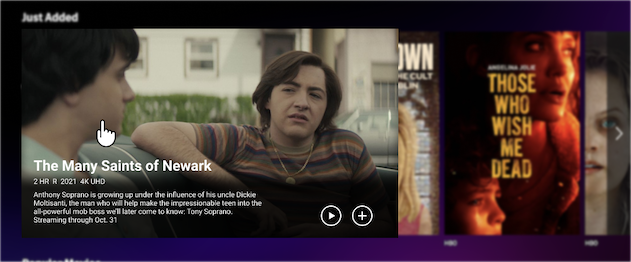 Just Added
The Many Saints of Newark
2 HR R 2021 4K UHD
Anthony Soprano is growing up under the influence of his uncle Dickie
Moltisanti, the man who will help make the impressionable teen into the
all-powerful mob boss we'll later come to know: Tony Soprano.
Streaming through Oct. 31
OWN
THE CULT
ANGELINA JOLIE
THOSE
WHO
WISH
ME
DEAD
HBO
HBO
Popular Movies